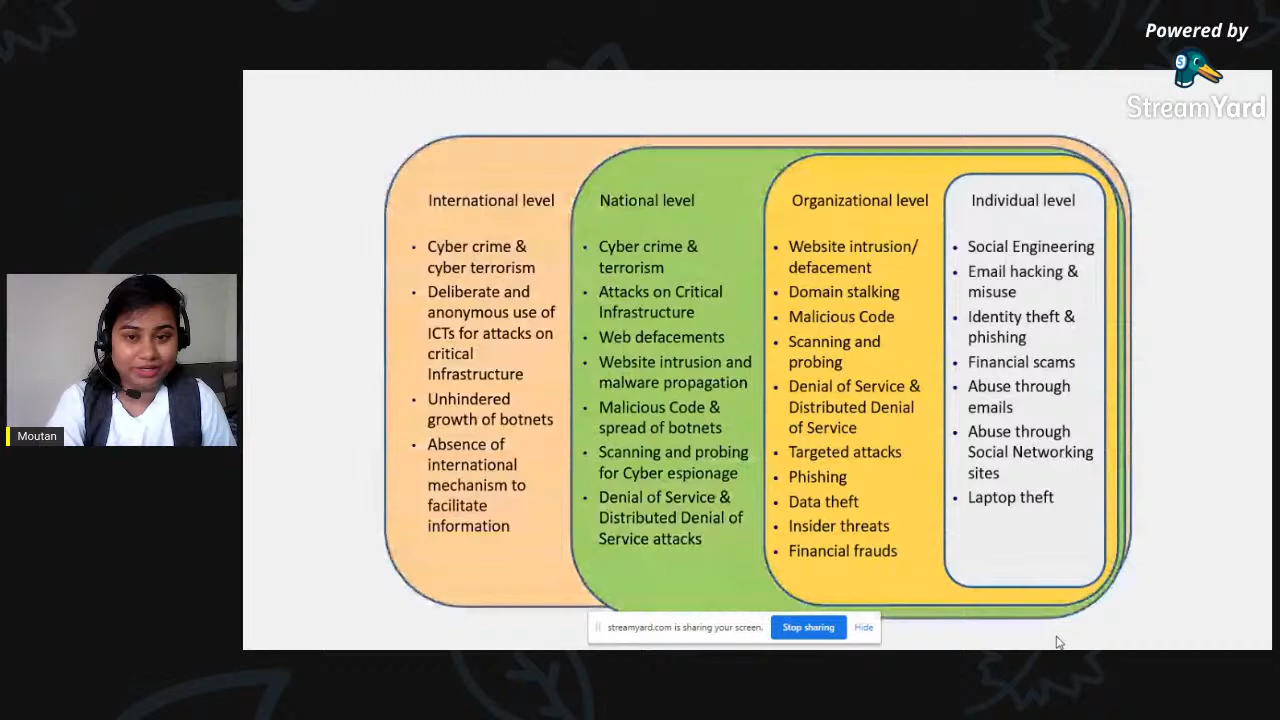 Powered by
StreamYard
International level
Cyber crime &
cyber terrorism
Deliberate and
anonymous use of
ICTs for attacks on
critical
Infrastructure
Unhindered
growth of botnets
Absence of
international
mechanism to
facilitate
information
National level
Cyber crime &
terrorism
Attacks on Critical
Infrastructure
Web defacements
Website intrusion and
malware propagation
Malicious Code &
spread of botnets
Scanning and probing
for Cyber espionage
Denial of Service &
Distributed Denial of
Service attacks
Organizational level
Website intrusion/
defacement
Domain stalking
Malicious Code
Scanning and
probing
Denial of Service &
Distributed Denial
of Service
Targeted attacks
Phishing
Data theft
Insider threats
Financial frauds
Individual level
Social Engineering
Email hacking &
misuse
Identity theft &
phishing
Financial scams
Abuse through
emails
Abuse through
Social Networking
sites
Laptop theft
Moutan
streamyard.com is sharing your screen.
Stop sharing
Hide